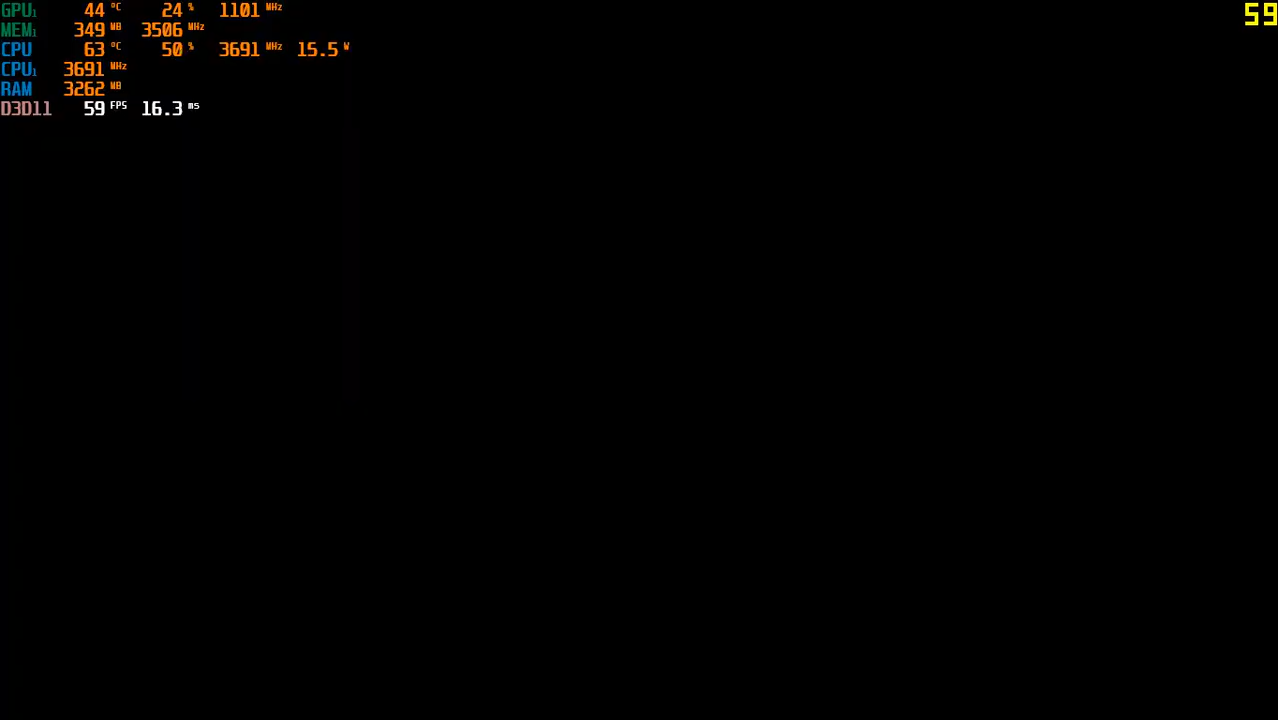 GPU1 44 °C 24 % 1101 MHz 59
MEM1 349 MB 3506 MHz
CPU 63 °C 50 % 3691 MHz 15.5 W
CPU1 3691 MHz
RAM 3262 MB
D3D11 59 FPS 16.3 ms